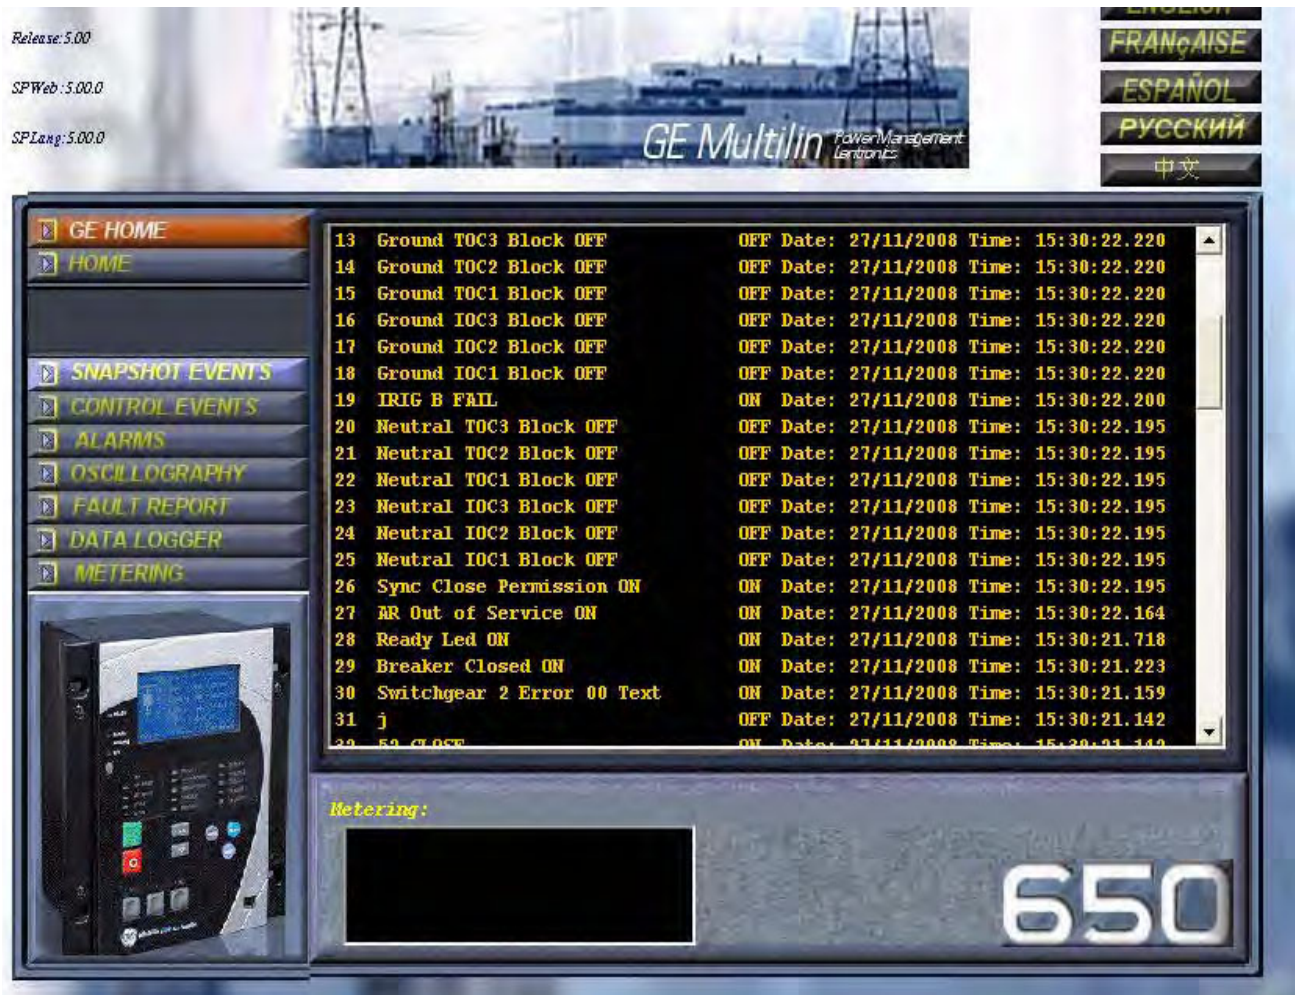 Release:5.00
SPWeb:5.00.0
SPLang:5.00.0
GE Multilin PowerManagement
Lentronics
ENGLISH
FRANçAISE
ESPAÑOL
РУССКИЙ
中文
GE HOME
HOME
SNAPSHOT EVENTS
CONTROL EVENTS
ALARMS
OSCILLOGRAPHY
FAULT REPORT
DATA LOGGER
METERING
13 Ground TOC3 Block OFF OFF Date: 27/11/2008 Time: 15:30:22.220
14 Ground TOC2 Block OFF OFF Date: 27/11/2008 Time: 15:30:22.220
15 Ground TOC1 Block OFF OFF Date: 27/11/2008 Time: 15:30:22.220
16 Ground IOC3 Block OFF OFF Date: 27/11/2008 Time: 15:30:22.220
17 Ground IOC2 Block OFF OFF Date: 27/11/2008 Time: 15:30:22.220
18 Ground IOC1 Block OFF OFF Date: 27/11/2008 Time: 15:30:22.220
19 IRIG B FAIL ON Date: 27/11/2008 Time: 15:30:22.200
20 Neutral TOC3 Block OFF OFF Date: 27/11/2008 Time: 15:30:22.195
21 Neutral TOC2 Block OFF OFF Date: 27/11/2008 Time: 15:30:22.195
22 Neutral TOC1 Block OFF OFF Date: 27/11/2008 Time: 15:30:22.195
23 Neutral IOC3 Block OFF OFF Date: 27/11/2008 Time: 15:30:22.195
24 Neutral IOC2 Block OFF OFF Date: 27/11/2008 Time: 15:30:22.195
25 Neutral IOC1 Block OFF OFF Date: 27/11/2008 Time: 15:30:22.195
26 Sync Close Permission ON ON Date: 27/11/2008 Time: 15:30:22.195
27 AR Out of Service ON ON Date: 27/11/2008 Time: 15:30:22.164
28 Ready Led ON ON Date: 27/11/2008 Time: 15:30:21.718
29 Breaker Closed ON ON Date: 27/11/2008 Time: 15:30:21.223
30 Switchgear 2 Error 00 Text ON Date: 27/11/2008 Time: 15:30:21.159
31 j OFF Date: 27/11/2008 Time: 15:30:21.142
32 52 CLOSE ON Date: 27/11/2008 Time: 15:30:21.142
Metering:
650